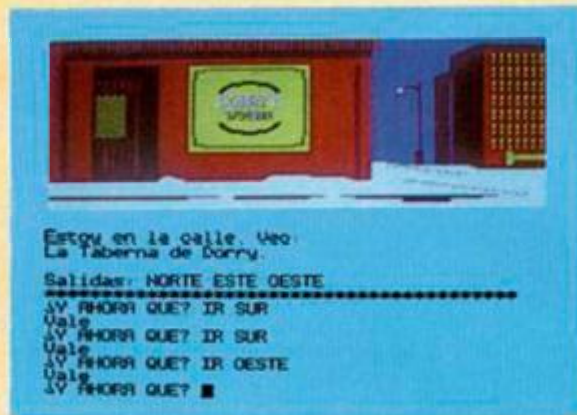 DORRY'S
Estoy en la calle. Veo:
La Taberna de Dorry.
Salidas: NORTE ESTE OESTE
¿Y AHORA QUE? IR SUR
Vale
¿Y AHORA QUE? IR SUR
Vale
¿Y AHORA QUE? IR OESTE
Vale
¿Y AHORA QUE?